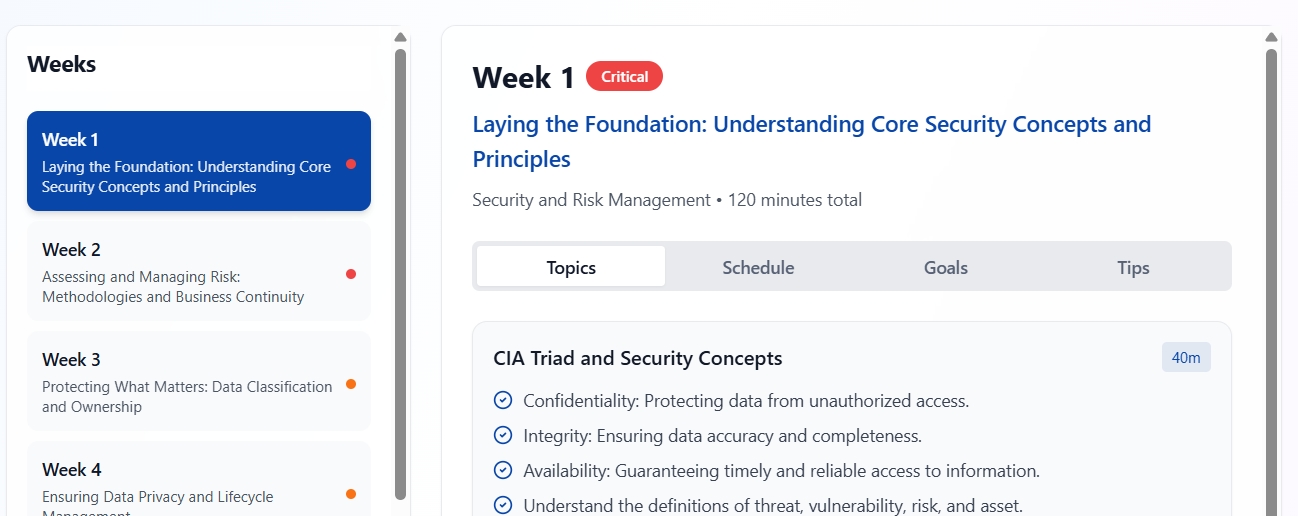 Weeks
Week 1
Laying the Foundation: Understanding Core
Security Concepts and Principles
Week 2
Assessing and Managing Risk:
Methodologies and Business Continuity
Week 3
Protecting What Matters: Data Classification
and Ownership
Week 4
Ensuring Data Privacy and Lifecycle
Management
Week 1 Critical
Laying the Foundation: Understanding Core Security Concepts and
Principles
Security and Risk Management • 120 minutes total
Topics Schedule Goals Tips
CIA Triad and Security Concepts 40m
Confidentiality: Protecting data from unauthorized access.
Integrity: Ensuring data accuracy and completeness.
Availability: Guaranteeing timely and reliable access to information.
Understand the definitions of threat, vulnerability, risk, and asset.